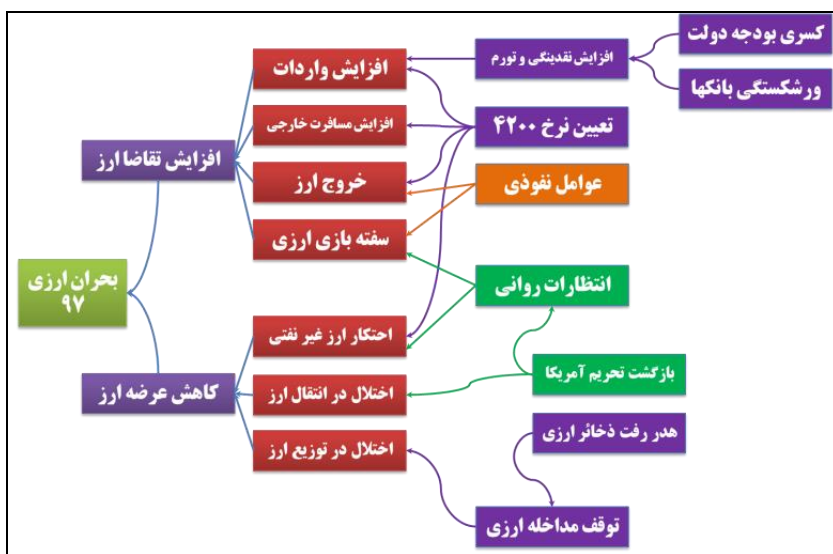 کسری بودجه دولت
ورشکستگی بانکها
افزایش نقدینگی و تورم
تعیین نرخ ۴۲۰۰
عوامل نفوذی
انتظارات روانی
بازگشت تحریم آمریکا
هدر رفت ذخائر ارزی
توقف مداخله ارزی
افزایش واردات
افزایش مسافرت خارجی
خروج ارز
سفته بازی ارزی
احتکار ارز غیر نفتی
اختلال در انتقال ارز
اختلال در توزیع ارز
افزایش تقاضا ارز
کاهش عرضه ارز
بحران ارزی
۹۷